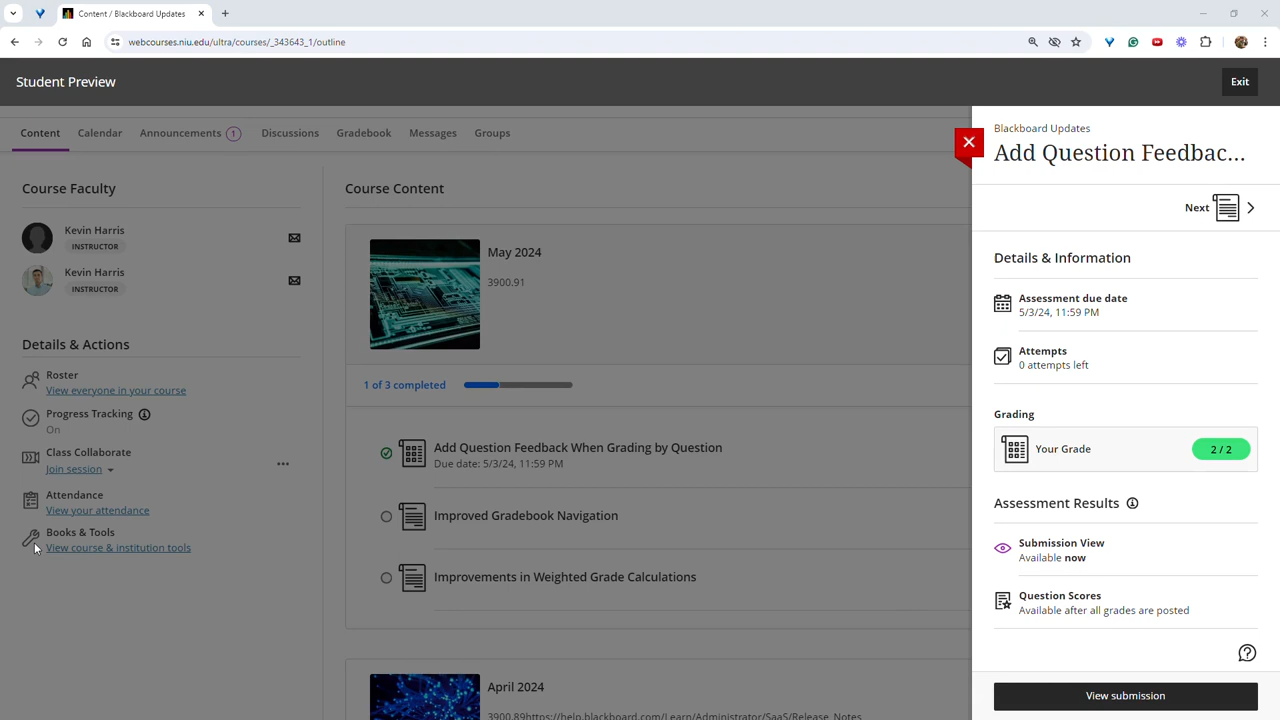 Content / Blackboard Updates
webcourses.niu.edu/ultra/courses/_343643_1/outline
Student Preview
Exit
Content
Calendar
Announcements 1
Discussions
Gradebook
Messages
Groups
Course Faculty
Kevin Harris
INSTRUCTOR
Kevin Harris
INSTRUCTOR
Details & Actions
Roster
View everyone in your course
Progress Tracking
On
Class Collaborate
Join session
Attendance
View your attendance
Books & Tools
View course & institution tools
Course Content
May 2024
3900.91
1 of 3 completed
Add Question Feedback When Grading by Question
Due date: 5/3/24, 11:59 PM
Improved Gradebook Navigation
Improvements in Weighted Grade Calculations
April 2024
3900.89https://help.blackboard.com/Learn/Administrator/SaaS/Release_Notes
Blackboard Updates
Add Question Feedbac...
Next
Details & Information
Assessment due date
5/3/24, 11:59 PM
Attempts
0 attempts left
Grading
Your Grade
2 / 2
Assessment Results
Submission View
Available now
Question Scores
Available after all grades are posted
View submission